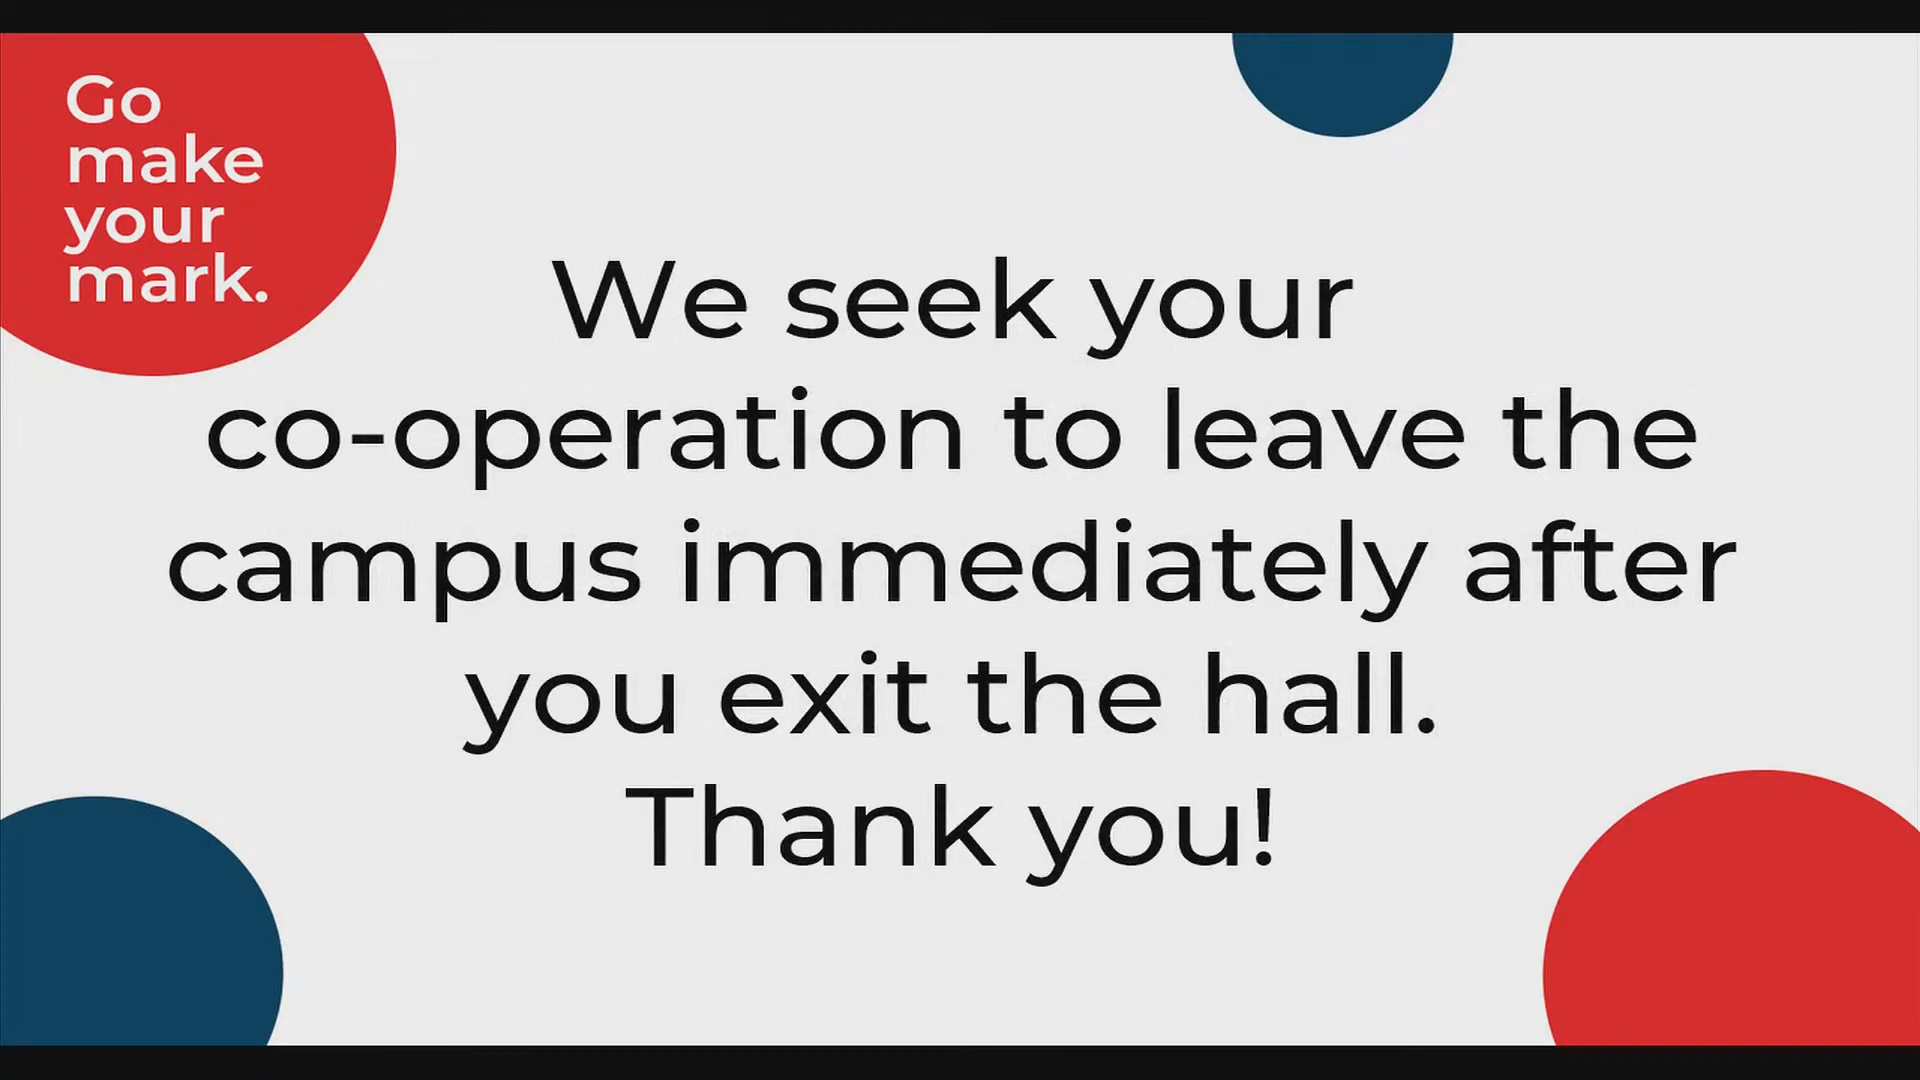 Go
make
your
mark.
We seek your
co-operation to leave the
campus immediately after
you exit the hall.
Thank you!